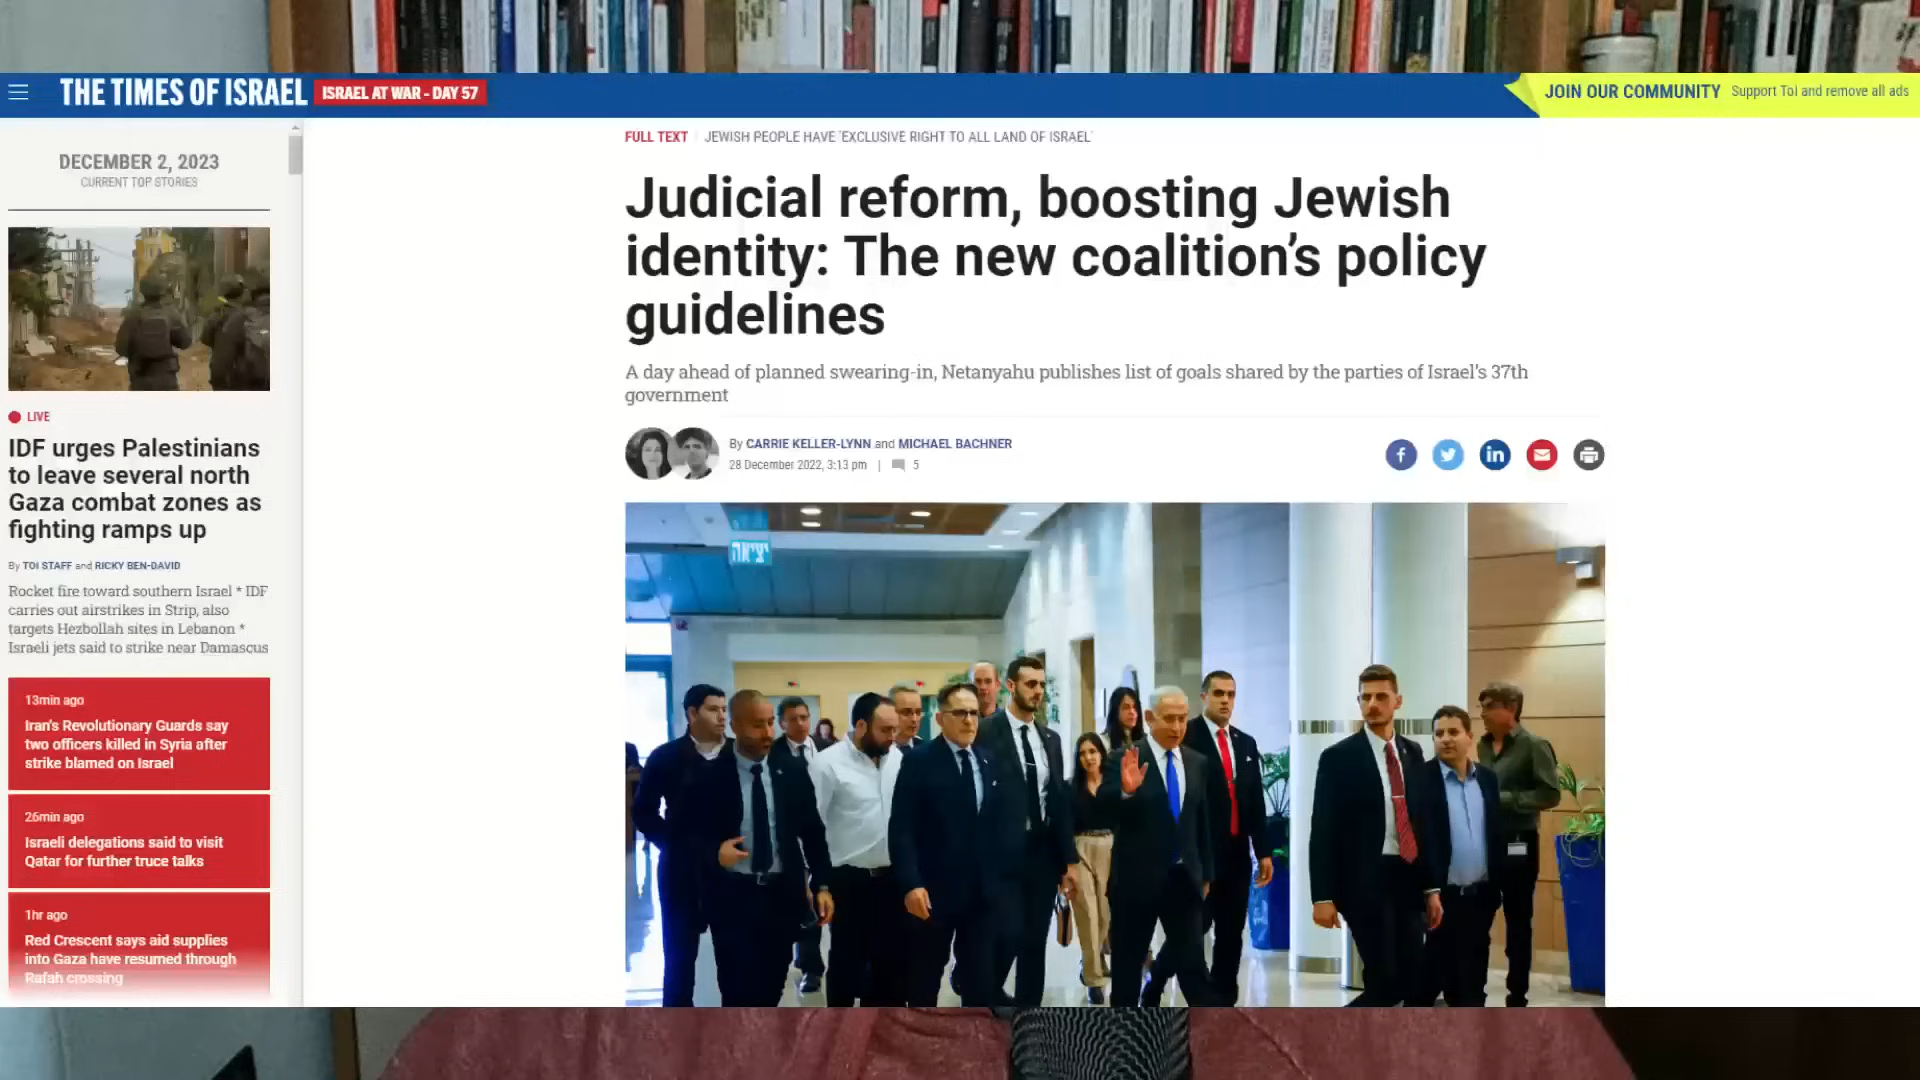 THE TIMES OF ISRAEL
ISRAEL AT WAR - DAY 57
JOIN OUR COMMUNITY
Support ToI and remove all ads
DECEMBER 2, 2023
CURRENT TOP STORIES
LIVE
IDF urges Palestinians
to leave several north
Gaza combat zones as
fighting ramps up
By TOI STAFF and RICKY BEN-DAVID
Rocket fire toward southern Israel * IDF
carries out airstrikes in Strip, also
targets Hezbollah sites in Lebanon *
Israeli jets said to strike near Damascus
13min ago
Iran's Revolutionary Guards say
two officers killed in Syria after
strike blamed on Israel
26min ago
Israeli delegations said to visit
Qatar for further truce talks
1hr ago
Red Crescent says aid supplies
into Gaza have resumed through
Rafah crossing
FULL TEXT
JEWISH PEOPLE HAVE 'EXCLUSIVE RIGHT TO ALL LAND OF ISRAEL'
Judicial reform, boosting Jewish
identity: The new coalition's policy
guidelines
A day ahead of planned swearing-in, Netanyahu publishes list of goals shared by the parties of Israel's 37th
government
By CARRIE KELLER-LYNN and MICHAEL BACHNER
28 December 2022, 3:13 pm | 5
יציאה